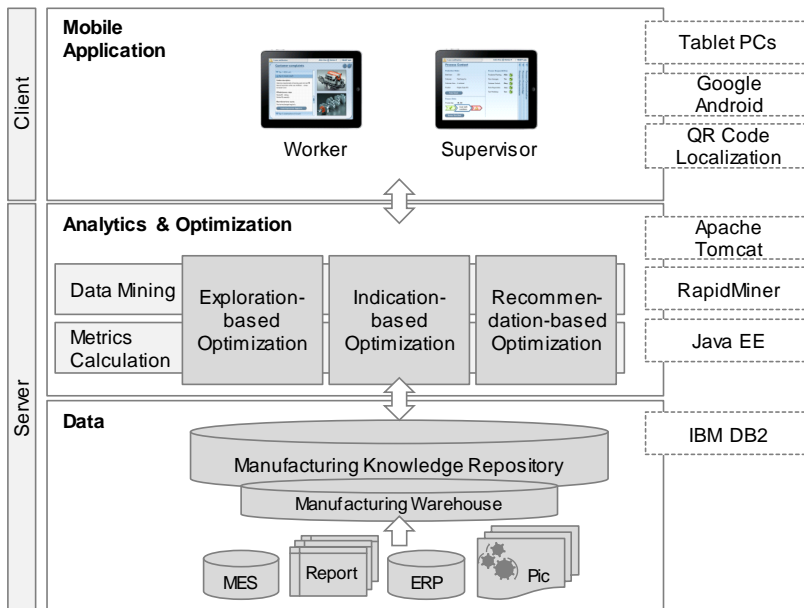 Client
Mobile
Application
Worker
Supervisor
Tablet PCs
Google
Android
QR Code
Localization
Server
Analytics & Optimization
Data Mining
Metrics
Calculation
Exploration-
based
Optimization
Indication-
based
Optimization
Recommen-
dation-based
Optimization
Apache
Tomcat
RapidMiner
Java EE
Data
Manufacturing Knowledge Repository
Manufacturing Warehouse
MES
Report
ERP
Pic
IBM DB2